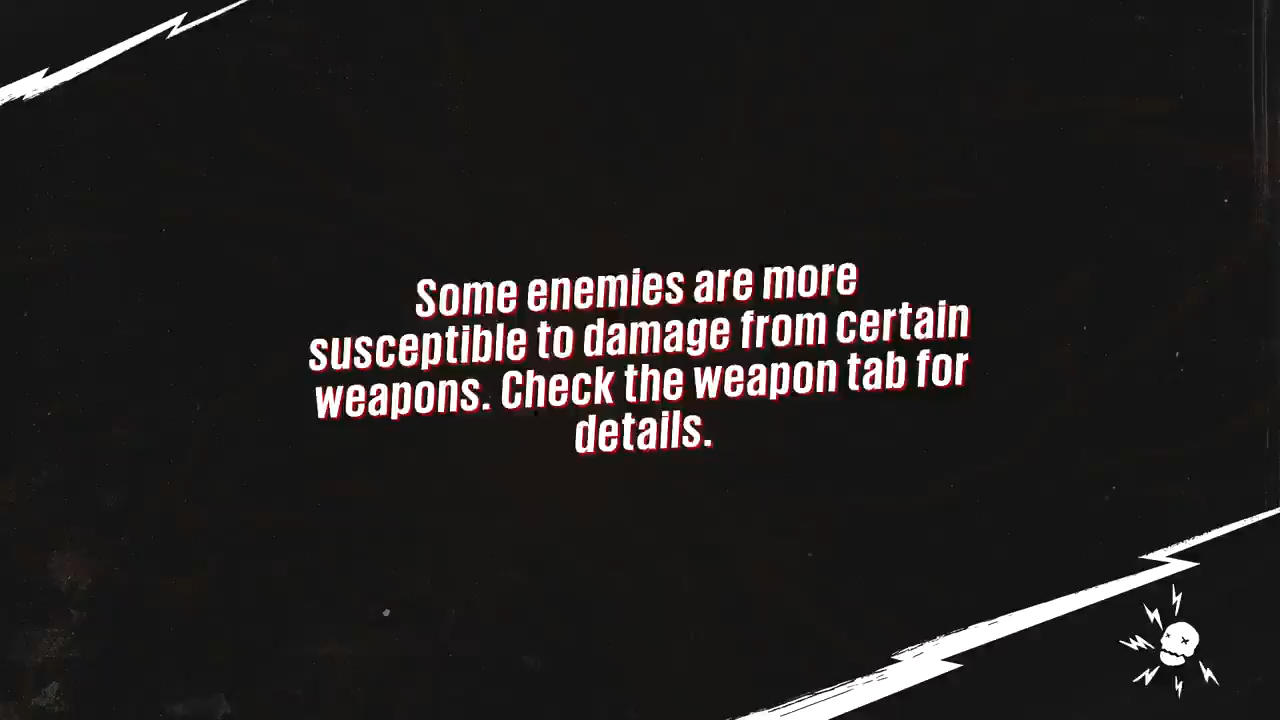 Some enemies are more
susceptible to damage from certain
weapons. Check the weapon tab for
details.